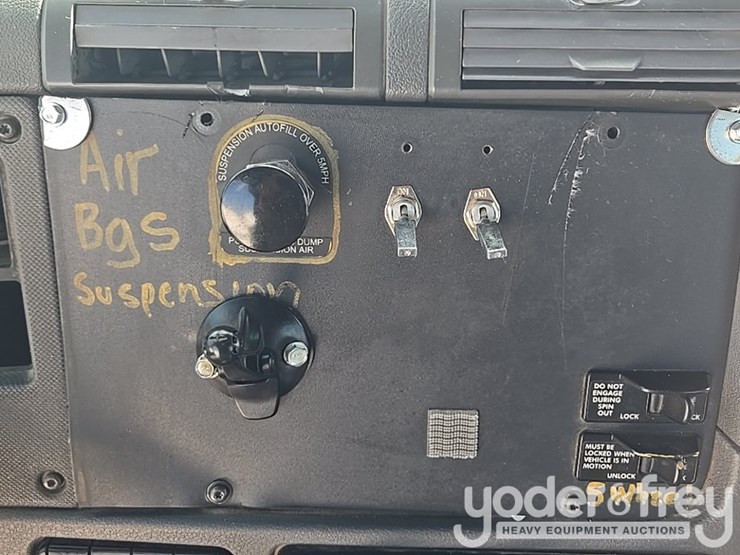 Air
Bgs
Suspension
SUSPENSION AUTOFILL OVER 5MPH
DUMP
SUSPENSION AIR
DO NOT
ENGAGE
DURING
SPIN
OUT LOCK
MUST BE
LOCKED WHEN
VEHICLE IS IN
MOTION
UNLOCK
5
yoder&frey
HEAVY EQUIPMENT AUCTIONS